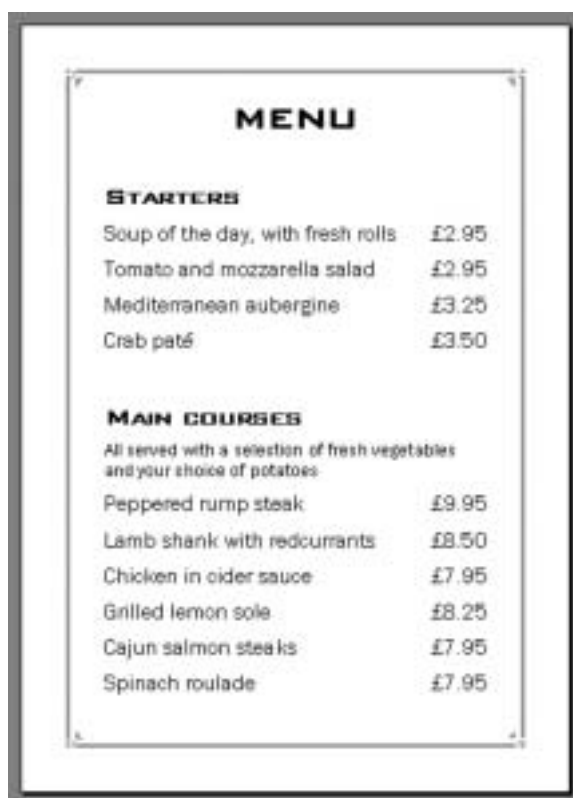 MENU
STARTERS
Soup of the day, with fresh rolls £2.95
Tomato and mozzarella salad £2.95
Mediterranean aubergine £3.25
Crab paté £3.50
MAIN COURSES
All served with a selection of fresh vegetables
and your choice of potatoes
Peppered rump steak £9.95
Lamb shank with redcurrants £8.50
Chicken in cider sauce £7.95
Grilled lemon sole £8.25
Cajun salmon steaks £7.95
Spinach roulade £7.95